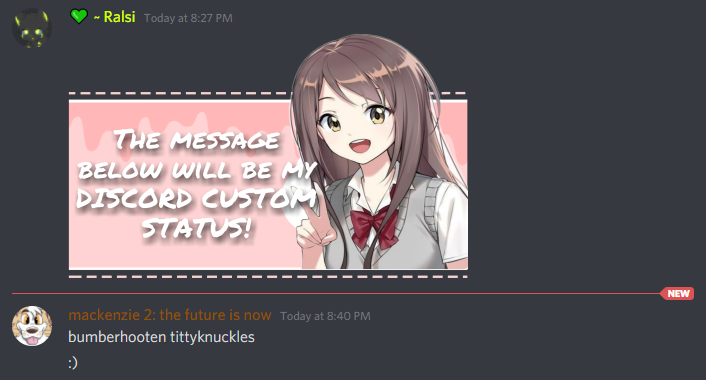 💚 ~ Ralsi Today at 8:27 PM
THE MESSAGE
BELOW WILL BE MY
DISCORD CUSTOM
STATUS!
NEW
mackenzie 2: the future is now Today at 8:40 PM
bumberhooten tittyknuckles
:)